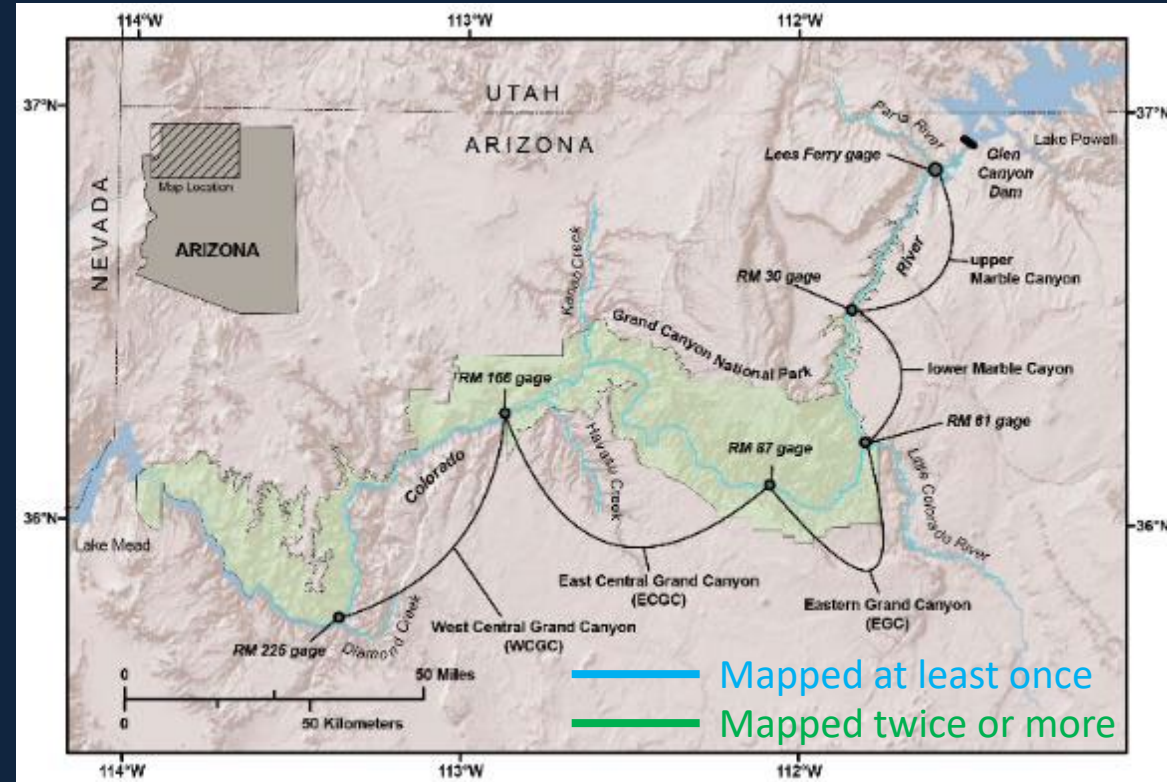 114°W
113°W
112°W
37°N
37°N
UTAH
ARIZONA
Paria River
Lake Powell
Lees Ferry gage
Glen
Canyon
Dam
Map Location
NEVADA
ARIZONA
Kanab Creek
River
upper
Marble Canyon
RM 30 gage
Grand Canyon National Park
lower Marble Cayon
RM 166 gage
RM 61 gage
Havasu Creek
RM 87 gage
Colorado
Little Colorado River
36°N
36°N
Lake Mead
East Central Grand Canyon
(ECGC)
Eastern Grand Canyon
(EGC)
West Central Grand Canyon
(WCGC)
RM 225 gage
Diamond Creek
0
50 Miles
0
50 Kilometers
Mapped at least once
Mapped twice or more
114°W
113°W
112°W